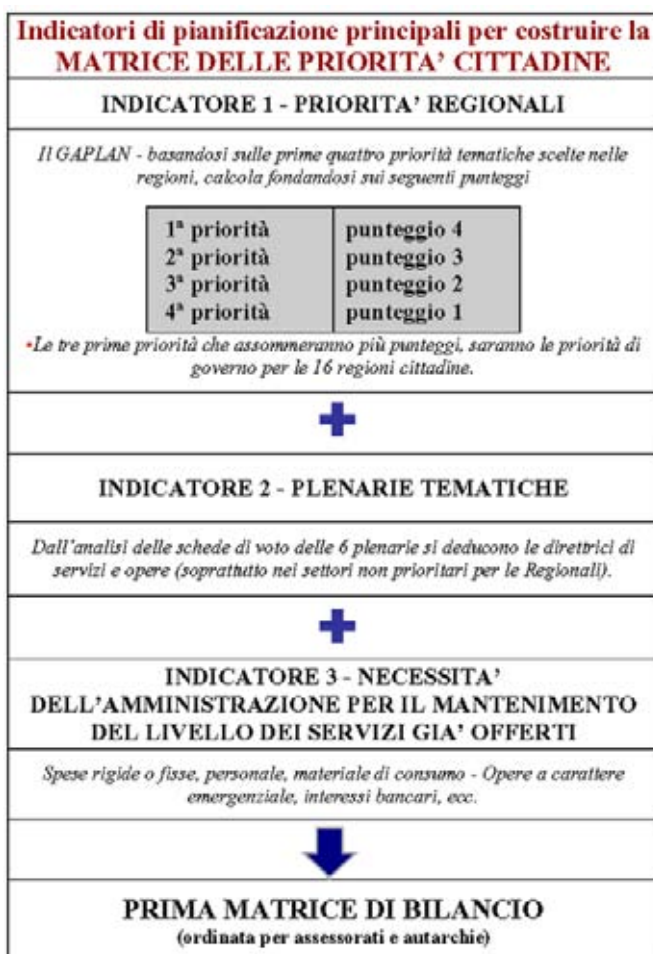 Indicatori di pianificazione principali per costruire la
MATRICE DELLE PRIORITA' CITTADINE
INDICATORE 1 - PRIORITA' REGIONALI
Il GAPLAN - basandosi sulle prime quattro priorità tematiche scelte nelle
regioni, calcola fondandosi sui seguenti punteggi
1ª priorità punteggio 4
2ª priorità punteggio 3
3ª priorità punteggio 2
4ª priorità punteggio 1
•Le tre prime priorità che assommeranno più punteggi, saranno le priorità di
governo per le 16 regioni cittadine.
INDICATORE 2 - PLENARIE TEMATICHE
Dall'analisi delle schede di voto delle 6 plenarie si deducono le direttrici di
servizi e opere (soprattutto nei settori non prioritari per le Regionali).
INDICATORE 3 - NECESSITA'
DELL'AMMINISTRAZIONE PER IL MANTENIMENTO
DEL LIVELLO DEI SERVIZI GIA' OFFERTI
Spese rigide o fisse, personale, materiale di consumo - Opere a carattere
emergenziale, interessi bancari, ecc.
PRIMA MATRICE DI BILANCIO
(ordinata per assessorati e autarchie)